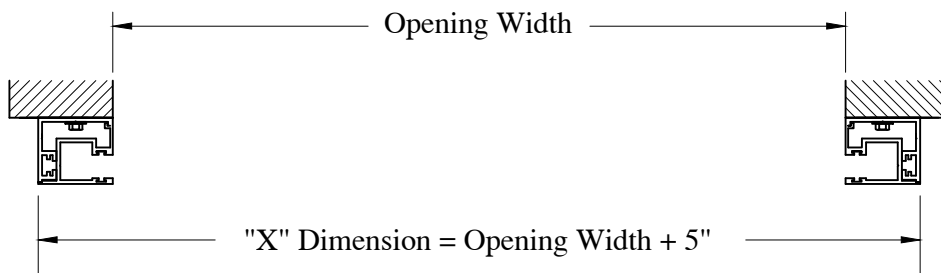 Opening Width
"X" Dimension = Opening Width + 5"